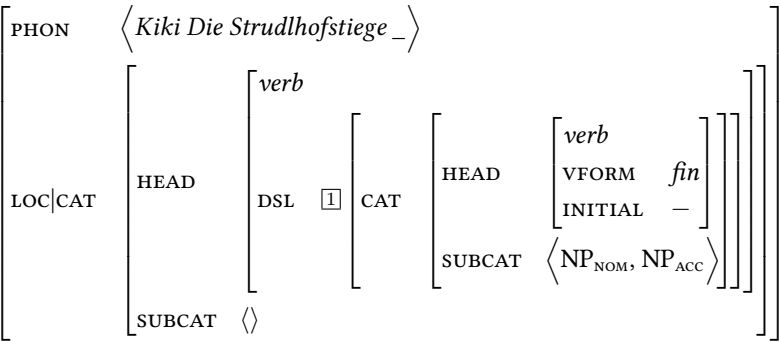 PHON ⟨Kiki Die Strudlhofstiege _⟩
verb
verb
HEAD VFORM fin
HEAD
LOC|CAT DSL 1 CAT
INITIAL −
SUBCAT ⟨NP_NOM, NP_ACC⟩
SUBCAT ⟨⟩